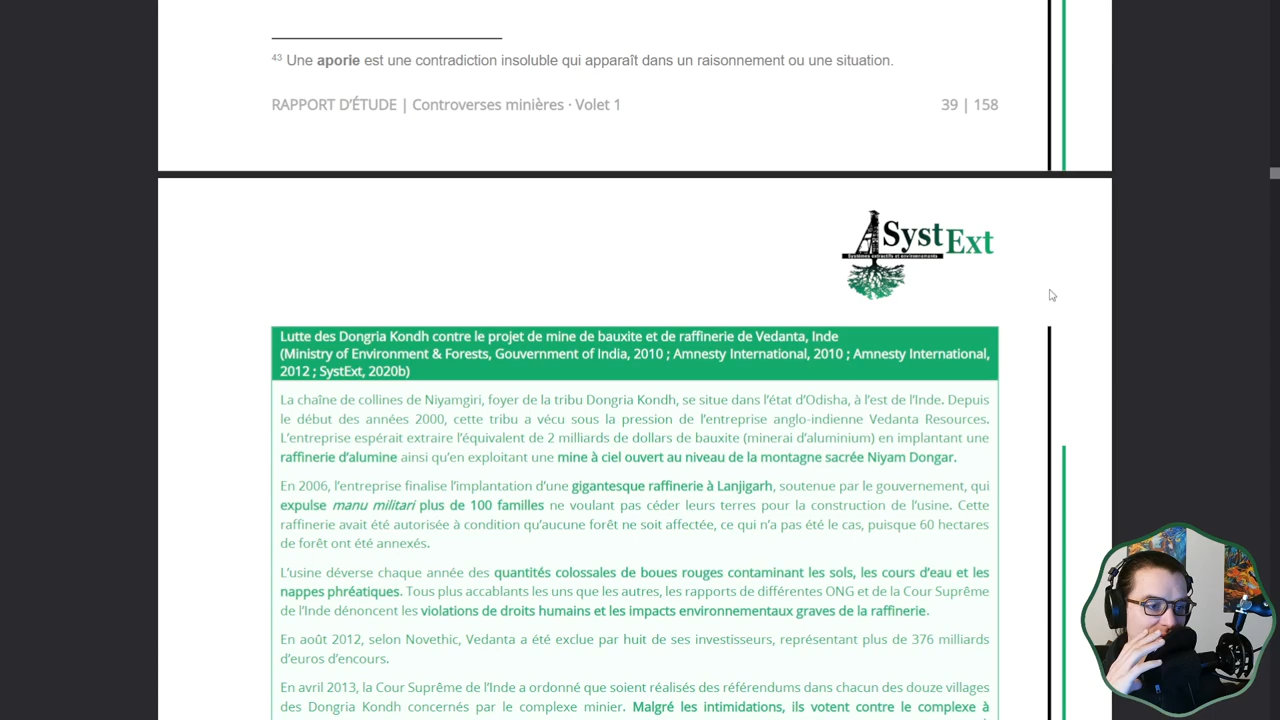 43 Une aporie est une contradiction insoluble qui apparaît dans un raisonnement ou une situation.
RAPPORT D'ÉTUDE | Controverses minières · Volet 1
39 | 158
SystExt
Systèmes extractifs et environnements
Lutte des Dongria Kondh contre le projet de mine de bauxite et de raffinerie de Vedanta, Inde
(Ministry of Environment & Forests, Gouvernment of India, 2010 ; Amnesty International, 2010 ; Amnesty International,
2012 ; SystExt, 2020b)
La chaîne de collines de Niyamgiri, foyer de la tribu Dongria Kondh, se situe dans l'état d'Odisha, à l'est de l'Inde. Depuis
le début des années 2000, cette tribu a vécu sous la pression de l'entreprise anglo-indienne Vedanta Resources.
L'entreprise espérait extraire l'équivalent de 2 milliards de dollars de bauxite (minerai d'aluminium) en implantant une
raffinerie d'alumine ainsi qu'en exploitant une mine à ciel ouvert au niveau de la montagne sacrée Niyam Dongar.
En 2006, l'entreprise finalise l'implantation d'une gigantesque raffinerie à Lanjigarh, soutenue par le gouvernement, qui
expulse manu militari plus de 100 familles ne voulant pas céder leurs terres pour la construction de l'usine. Cette
raffinerie avait été autorisée à condition qu'aucune forêt ne soit affectée, ce qui n'a pas été le cas, puisque 60 hectares
de forêt ont été annexés.
L'usine déverse chaque année des quantités colossales de boues rouges contaminant les sols, les cours d'eau et les
nappes phréatiques. Tous plus accablants les uns que les autres, les rapports de différentes ONG et de la Cour Suprême
de l'Inde dénoncent les violations de droits humains et les impacts environnementaux graves de la raffinerie.
En août 2012, selon Novethic, Vedanta a été exclue par huit de ses investisseurs, représentant plus de 376 milliards
d'euros d'encours.
En avril 2013, la Cour Suprême de l'Inde a ordonné que soient réalisés des référendums dans chacun des douze villages
des Dongria Kondh concernés par le complexe minier. Malgré les intimidations, ils votent contre le complexe à